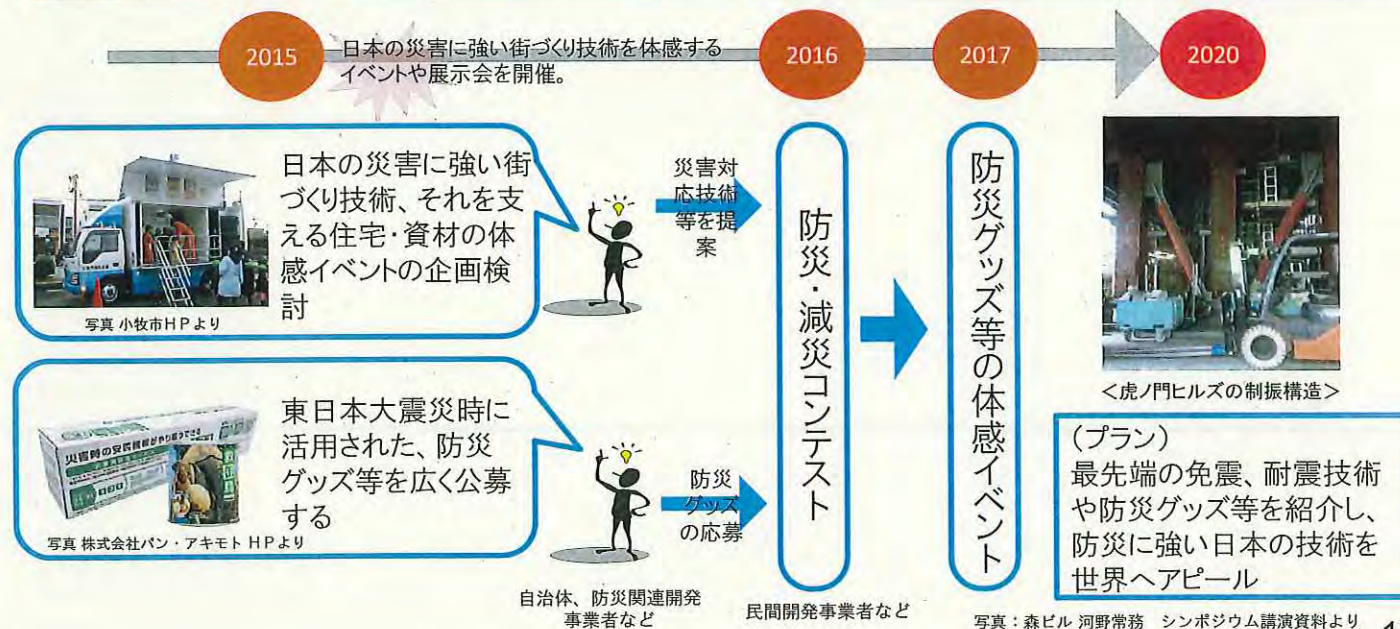 2015
日本の災害に強い街づくり技術を体感する
イベントや展示会を開催。
2016
2017
2020
日本の災害に強い街
づくり技術、それを支
える住宅・資材の体
感イベントの企画検
討
写真 小牧市HPより
災害対
応技術
等を提
案
東日本大震災時に
活用された、防災
グッズ等を広く公募
する
写真 株式会社パン・アキモト HPより
防災
グッズ
の応募
自治体、防災関連開発
事業者など
防災・減災コンテスト
民間開発事業者など
防災グッズ等の体感イベント
<虎ノ門ヒルズの制振構造>
(プラン)
最先端の免震、耐震技術
や防災グッズ等を紹介し、
防災に強い日本の技術を
世界へアピール
写真：森ビル 河野常務 シンポジウム講演資料より